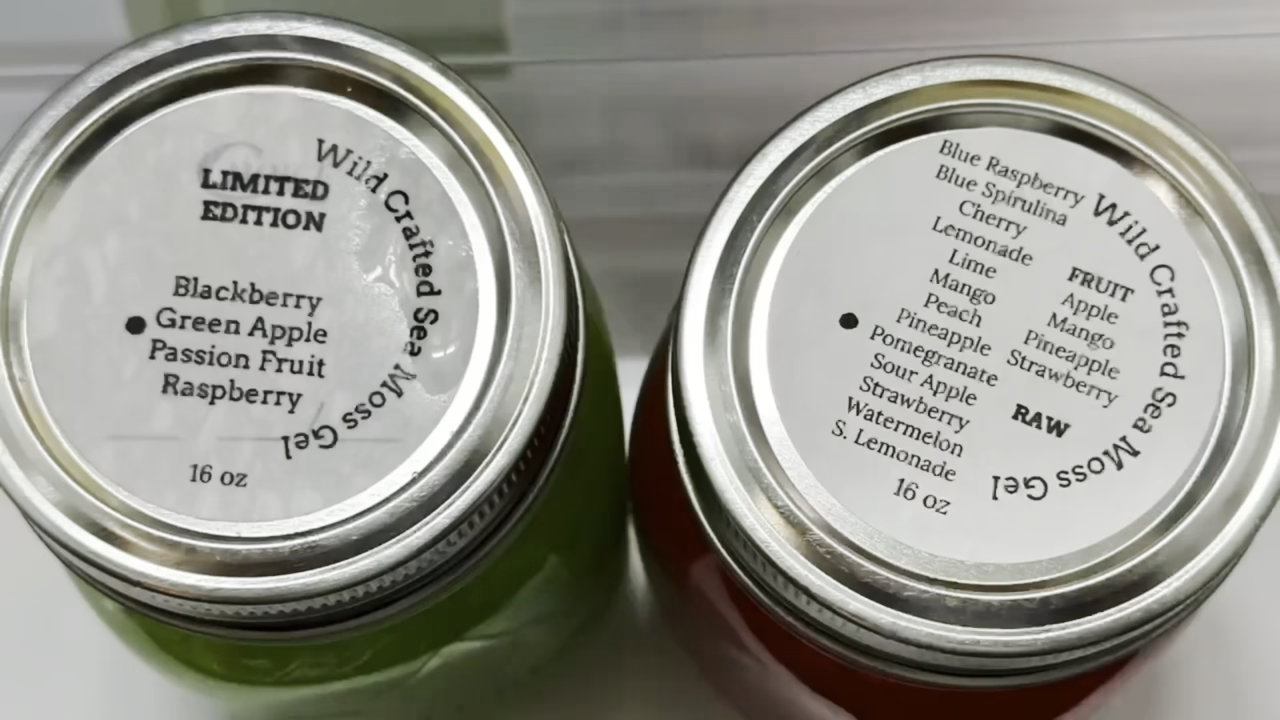 LIMITED
EDITION
Blackberry
Green Apple
Passion Fruit
Raspberry
16 oz
Wild Crafted Sea Moss Gel
Blue Raspberry
Blue Spirulina
Cherry
Lemonade
Lime
Mango
Peach
Pineapple
Pomegranate
Sour Apple
Strawberry
Watermelon
S. Lemonade
16 oz
FRUIT
Apple
Mango
Pineapple
Strawberry
RAW
Wild Crafted Sea Moss Gel